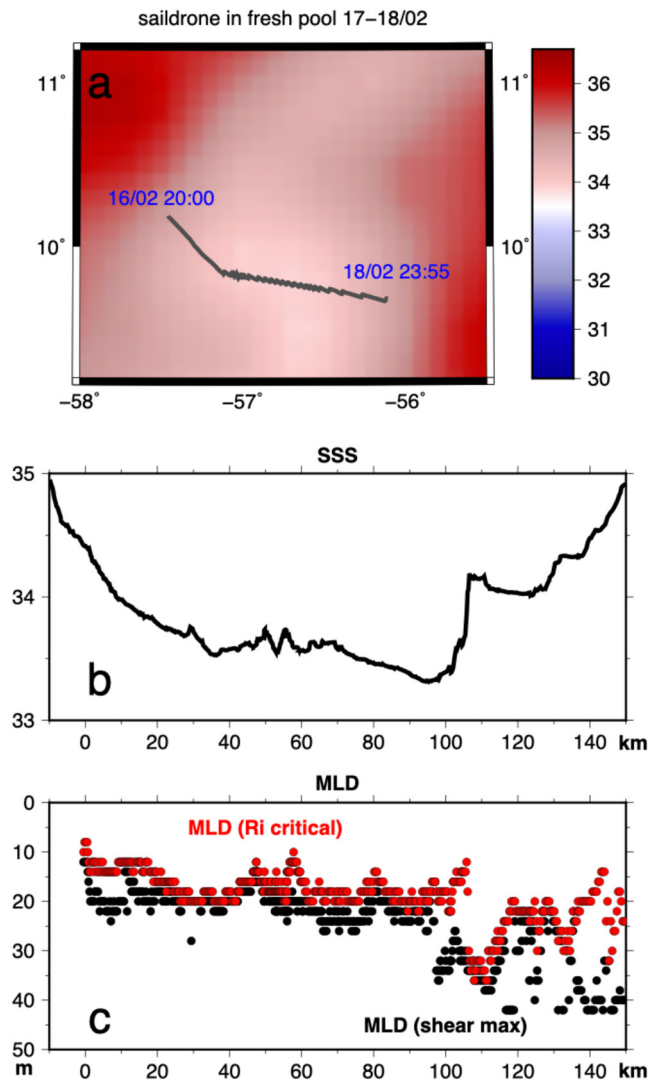 saildrone in fresh pool 17–18/02
a
11˚
11˚
36
35
16/02 20:00
34
10˚
10˚
33
18/02 23:55
32
31
30
−58˚
−57˚
−56˚
SSS
35
34
33
b
0 20 40 60 80 100 120 140 km
MLD
0
MLD (Ri critical)
10
20
30
40
c
MLD (shear max)
50
m 0 20 40 60 80 100 120 140 km